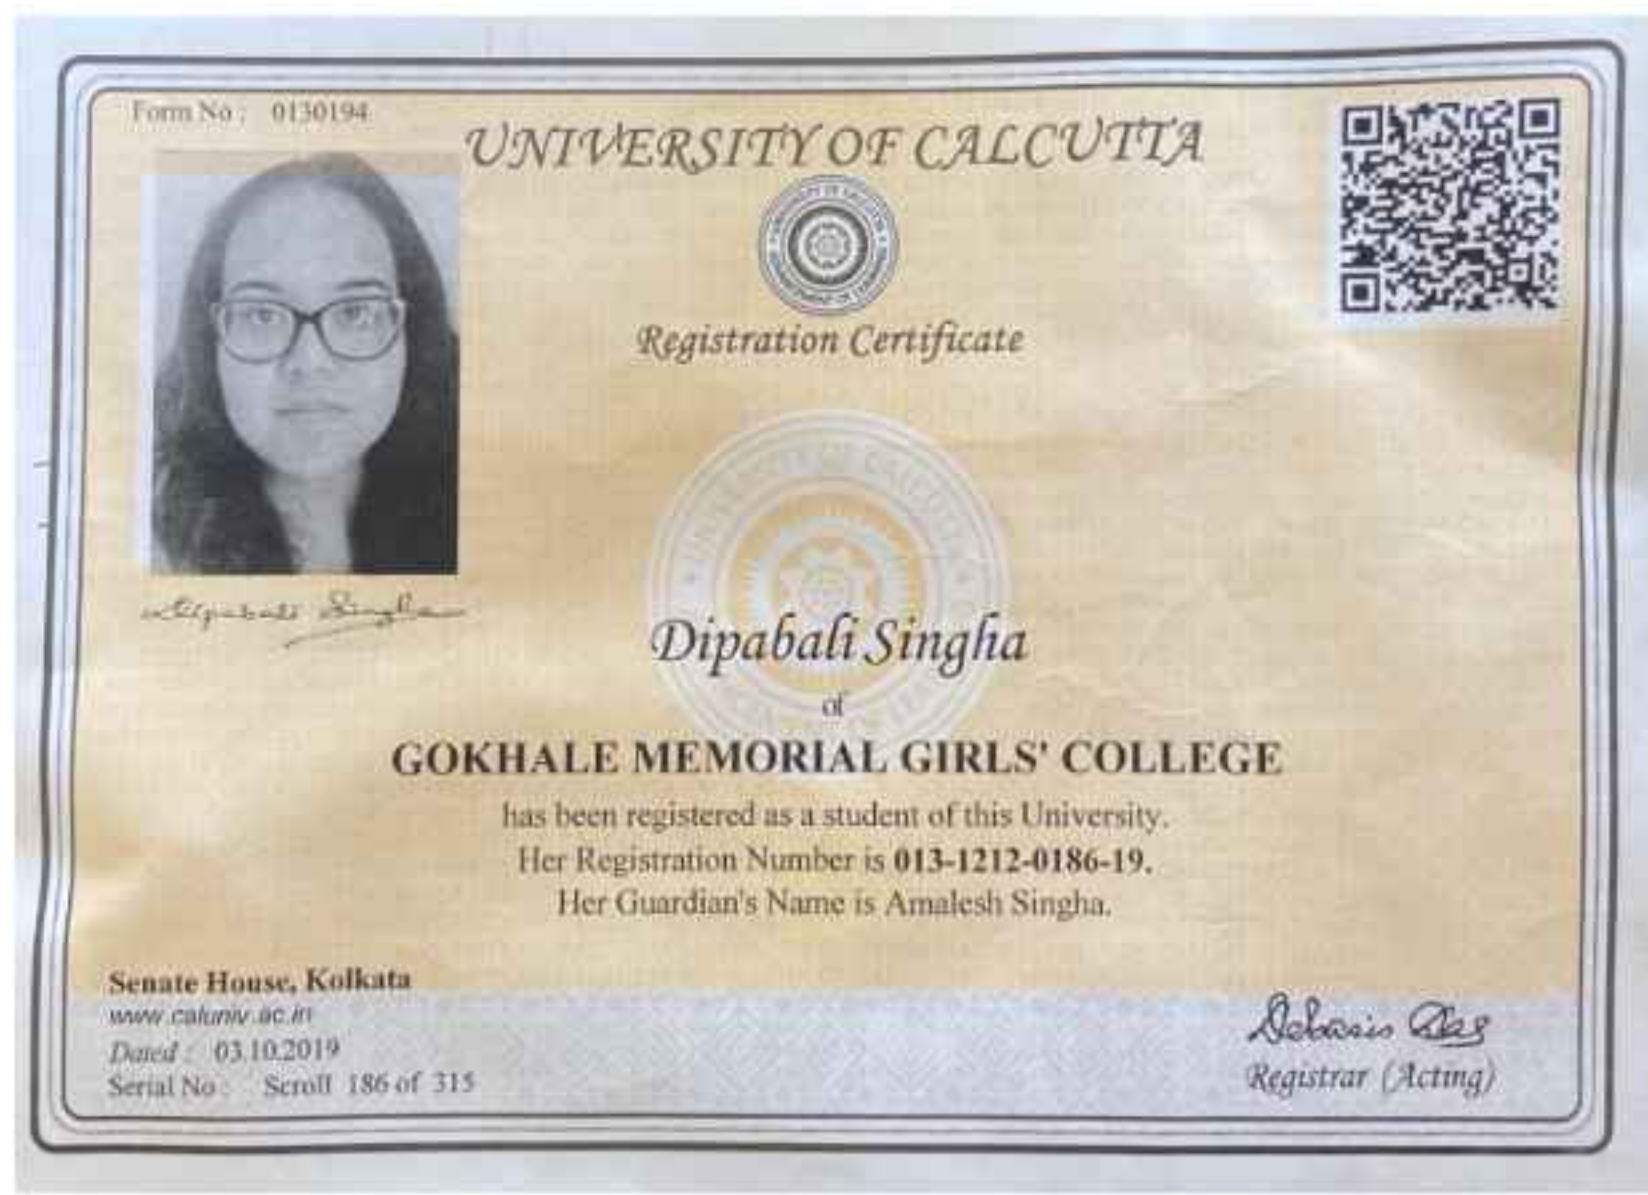 Form No : 0130194
UNIVERSITY OF CALCUTTA
Registration Certificate
Dipabali Singha
Dipabali Singha
of
GOKHALE MEMORIAL GIRLS' COLLEGE
has been registered as a student of this University.
Her Registration Number is 013-1212-0186-19.
Her Guardian's Name is Amalesh Singha.
Senate House, Kolkata
www.caluniv.ac.in
Dated : 03.10.2019
Serial No : Scroll 186 of 315
Debasis Das
Registrar (Acting)